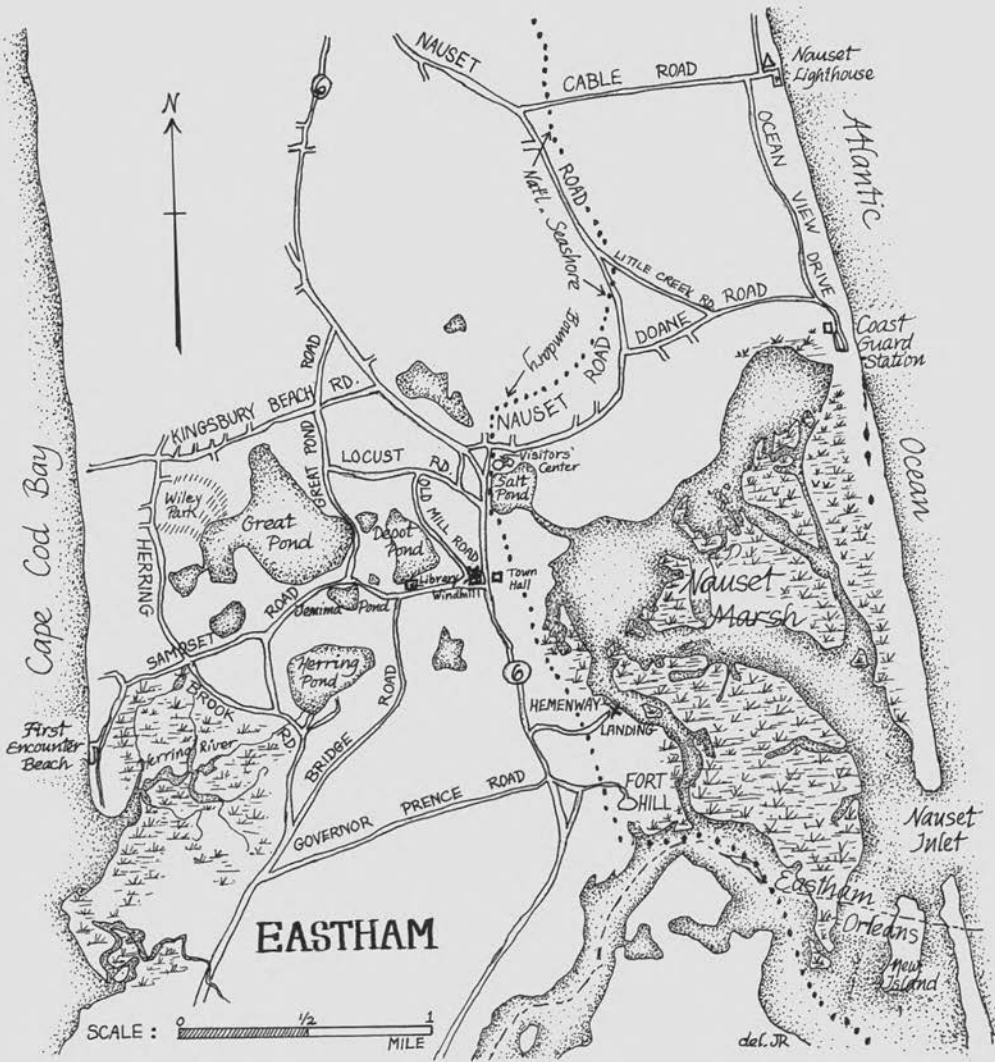 N
6
NAUSET
ROAD
CABLE ROAD
Nauset
Lighthouse
Atlantic
Ocean
OCEAN VIEW DRIVE
Nat'l. Seashore Boundary
LITTLE CREEK RD.
DOANE ROAD
Coast
Guard
Station
NAUSET ROAD
KINGSBURY BEACH RD.
GREAT POND ROAD
LOCUST RD.
OLD MILL ROAD
Visitors'
Center
Salt
Pond
Cape Cod Bay
Wiley
Park
Great
Pond
Depot
Pond
Library
Windmill
Town
Hall
Jemima Pond
HERRING
BROOK
RD
SAMOSET ROAD
Herring
Pond
BRIDGE ROAD
Nauset
Marsh
6
HEMENWAY
LANDING
First
Encounter
Beach
Herring River
GOVERNOR PRENCE ROAD
FORT
HILL
Nauset
Inlet
Eastham
Orleans
New
Island
EASTHAM
SCALE: 0 1/2 1
MILE
del. JR